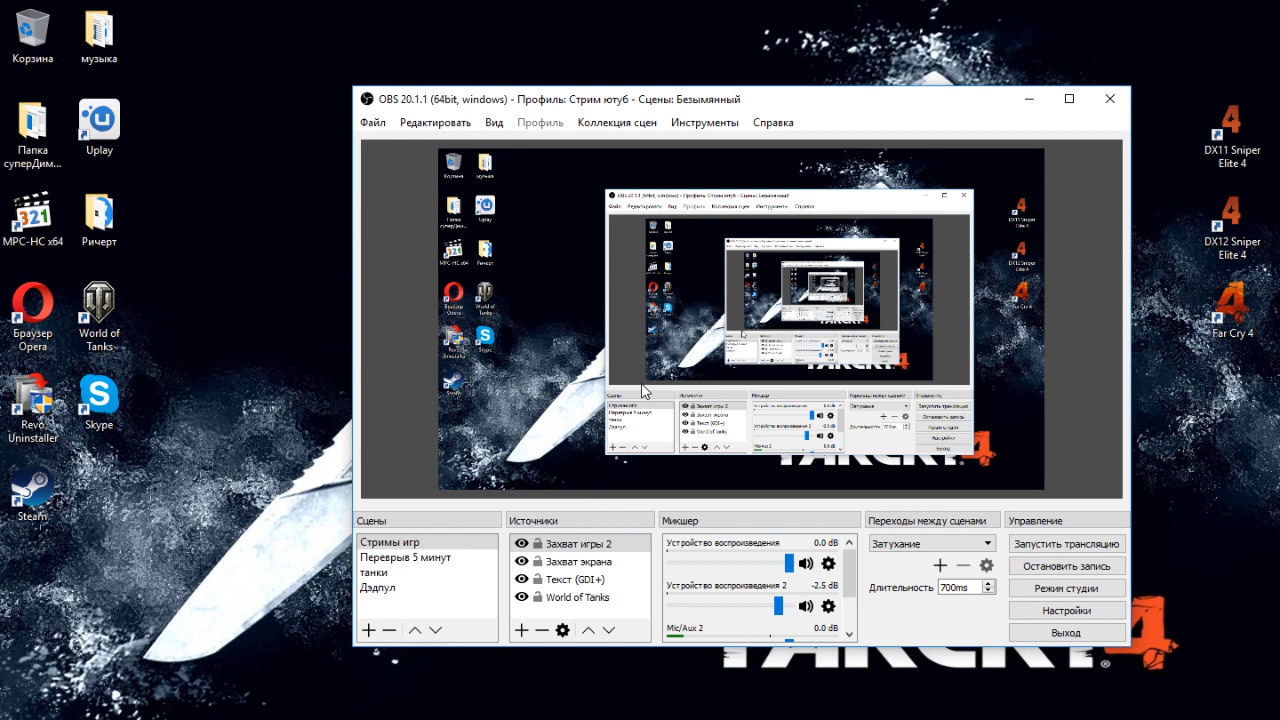 Корзина
музыка
Папка
суперДим...
Uplay
MPC-HC x64
Ричерт
Браузер
Opera
World of
Tanks
Revo
Uninstaller
Skype
Steam
OBS 20.1.1 (64bit, windows) - Профиль: Стрим ютуб - Сцены: Безымянный
Файл Редактировать Вид Профиль Коллекция сцен Инструменты Справка
Сцены
Стримы игр
Переврыв 5 минут
танки
Дэдпул
Источники
Захват игры 2
Захват экрана
Текст (GDI+)
World of Tanks
Микшер
Устройство воспроизведения 0.0 dB
Устройство воспроизведения 2 -2.5 dB
Mic/Aux 2 0.0 dB
Переходы между сценами
Затухание
Длительность 700ms
Управление
Запустить трансляцию
Остановить запись
Режим студии
Настройки
Выход
DX11 Sniper
Elite 4
DX12 Sniper
Elite 4
Far Cry 4
FARCRY 4